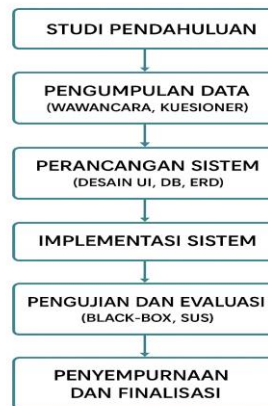 STUDI PENDAHULUAN
PENGUMPULAN DATA
(WAWANCARA, KUESIONER)
PERANCANGAN SISTEM
(DESAIN UI, DB, ERD)
IMPLEMENTASI SISTEM
PENGUJIAN DAN EVALUASI
(BLACK-BOX, SUS)
PENYEMPURNAAN
DAN FINALISASI